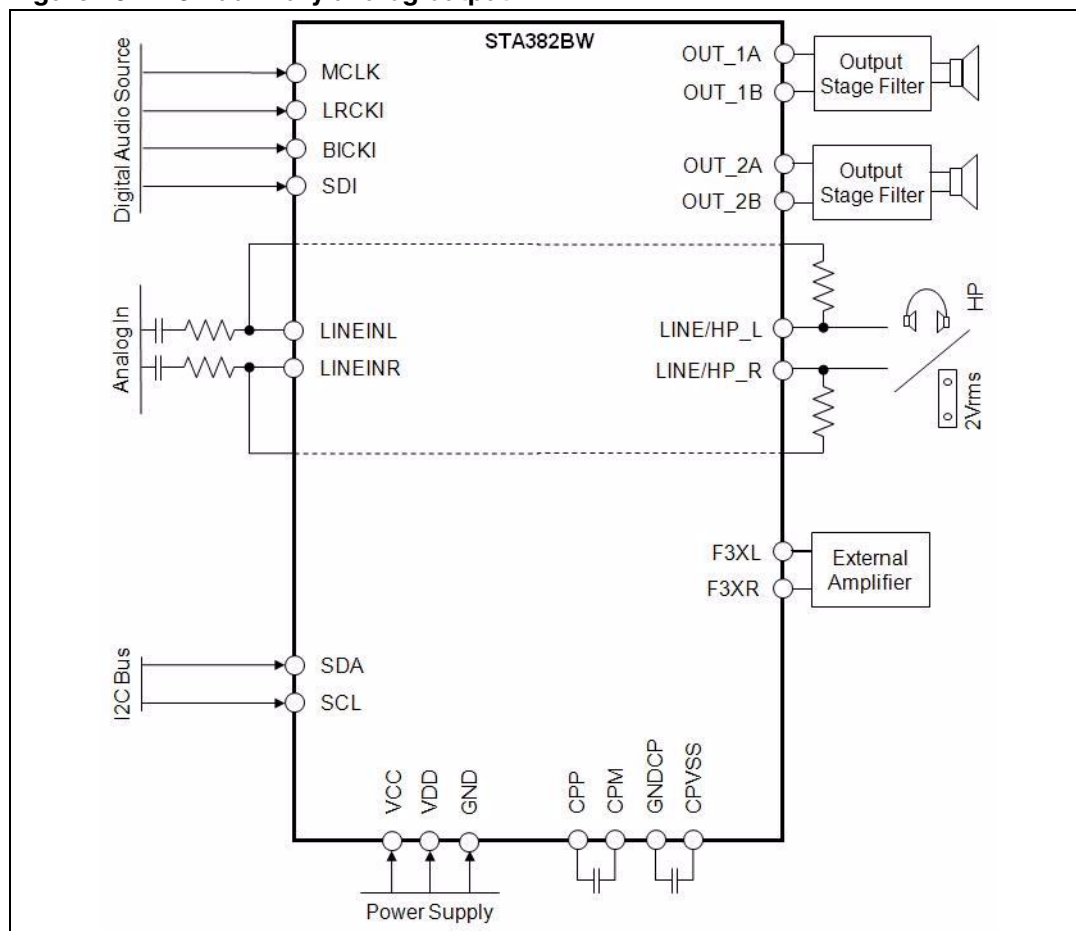 STA382BW
Digital Audio Source
MCLK
LRCKI
BICKI
SDI
OUT_1A
OUT_1B
Output
Stage Filter
OUT_2A
OUT_2B
Output
Stage Filter
Analog In
LINEINL
LINEINR
LINE/HP_L
LINE/HP_R
HP
2Vrms
F3XL
F3XR
External
Amplifier
I2C Bus
SDA
SCL
VCC
VDD
GND
CPP
CPM
GNDCP
CPVSS
Power Supply